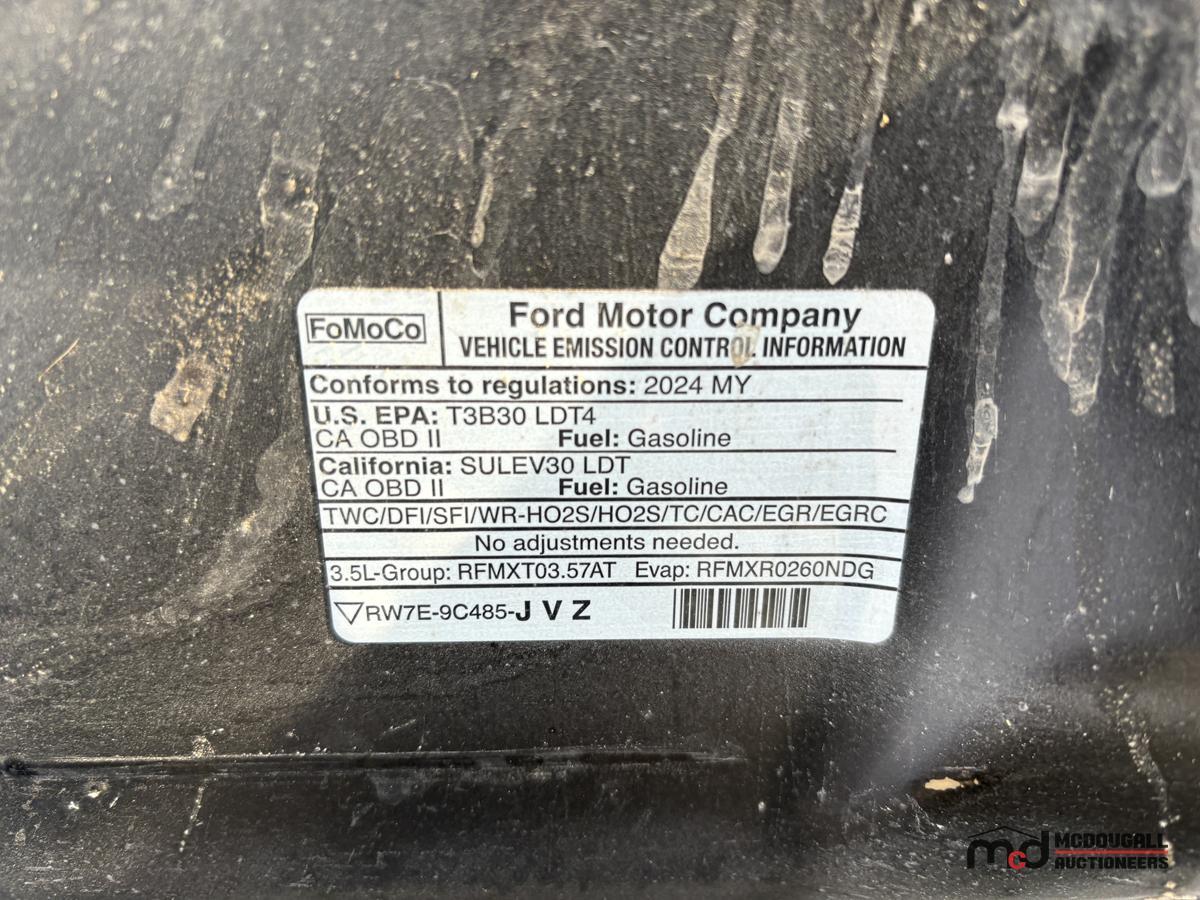 FoMoCo
Ford Motor Company
VEHICLE EMISSION CONTROL INFORMATION
Conforms to regulations: 2024 MY
U.S. EPA: T3B30 LDT4
CA OBD II Fuel: Gasoline
California: SULEV30 LDT
CA OBD II Fuel: Gasoline
TWC/DFI/SFI/WR-HO2S/HO2S/TC/CAC/EGR/EGRC
No adjustments needed.
3.5L-Group: RFMXT03.57AT Evap: RFMXR0260NDG
RW7E-9C485-J V Z
mcd MCDOUGALL
AUCTIONEERS